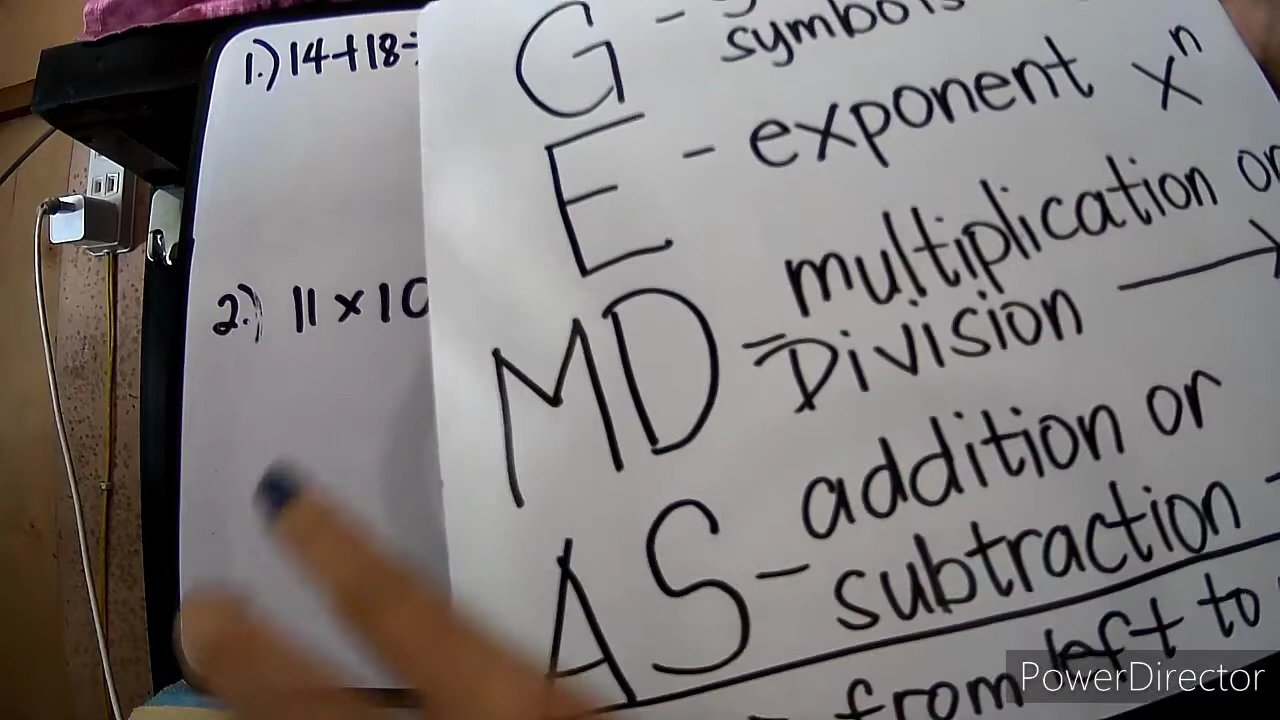 1.) 14+18÷
2.) 11 x 10
G - symbols
E - exponent xⁿ
MD = multiplication or
Division →
AS - addition or
subtraction -
from left to
PowerDirector